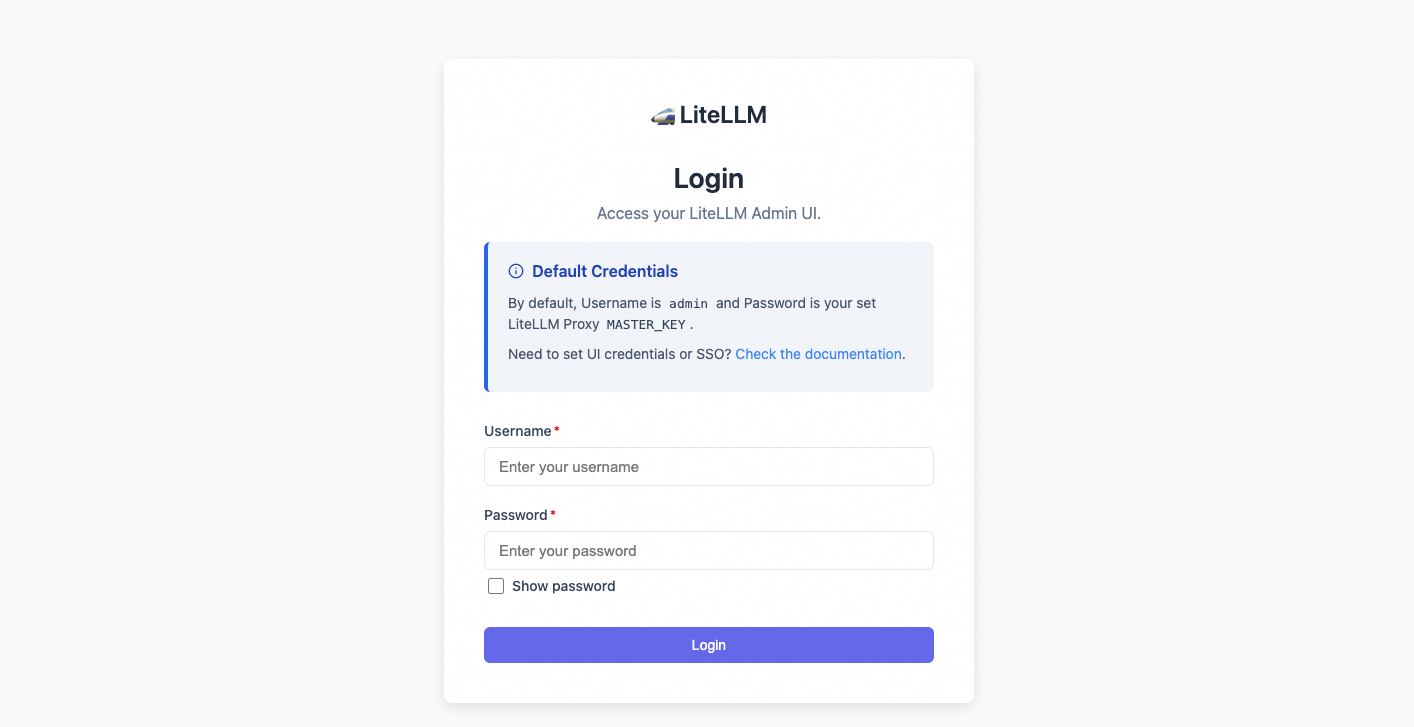 🚅 LiteLLM
Login
Access your LiteLLM Admin UI.
Default Credentials
By default, Username is admin and Password is your set
LiteLLM Proxy MASTER_KEY.
Need to set UI credentials or SSO? Check the documentation.
Username*
Enter your username
Password*
Enter your password
Show password
Login